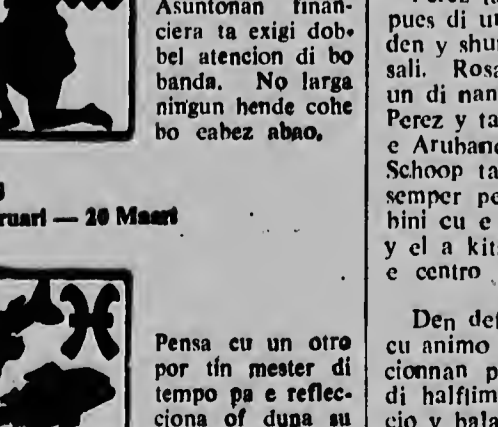 Asuntonan finan-
ciera ta exigi dob-
bel atencion di bo
banda. No larga
ningun hende cohe
bo cabez abao.
ruari — 20 Maart
Pensa cu un otro
por tin mester di
tempo pa e reflec-
ciona of duna su
pues di un
den y shu
sali. Rosa
un di nan
Perez y ta
e Aruhane
Schoop ta
semper pe
bini cu e
y el a kit
e centro
Den def
cu animo
cionnan p
di halftim
cio y bala